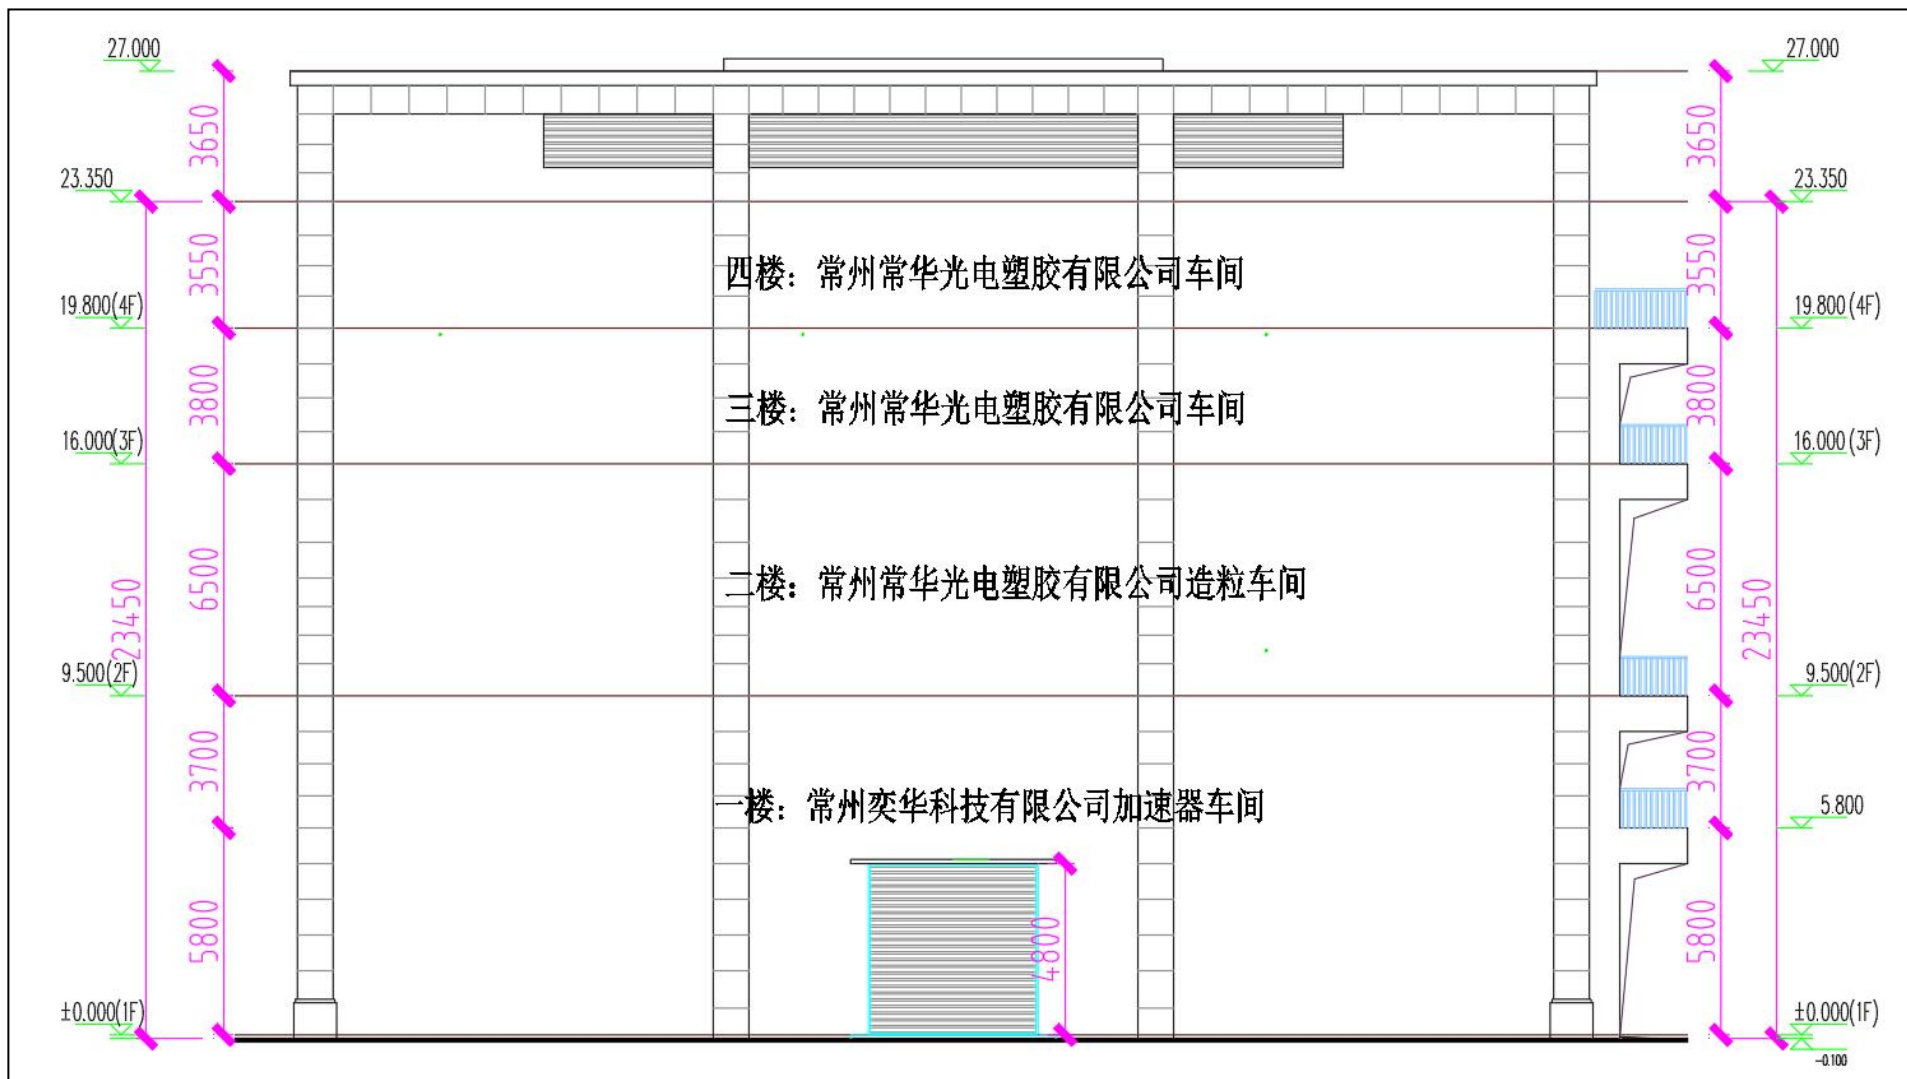 27.000
27.000
3650
3650
23.350
23.350
3550
3550
四楼：常州常华光电塑胶有限公司车间
19.800(4F)
19.800(4F)
3800
3800
三楼：常州常华光电塑胶有限公司车间
16.000(3F)
16.000(3F)
6500
6500
二楼：常州常华光电塑胶有限公司造粒车间
23450
23450
9.500(2F)
9.500(2F)
3700
3700
一楼：常州奕华科技有限公司加速器车间
5.800
5800
4800
5800
±0.000(1F)
±0.000(1F)
-0.100